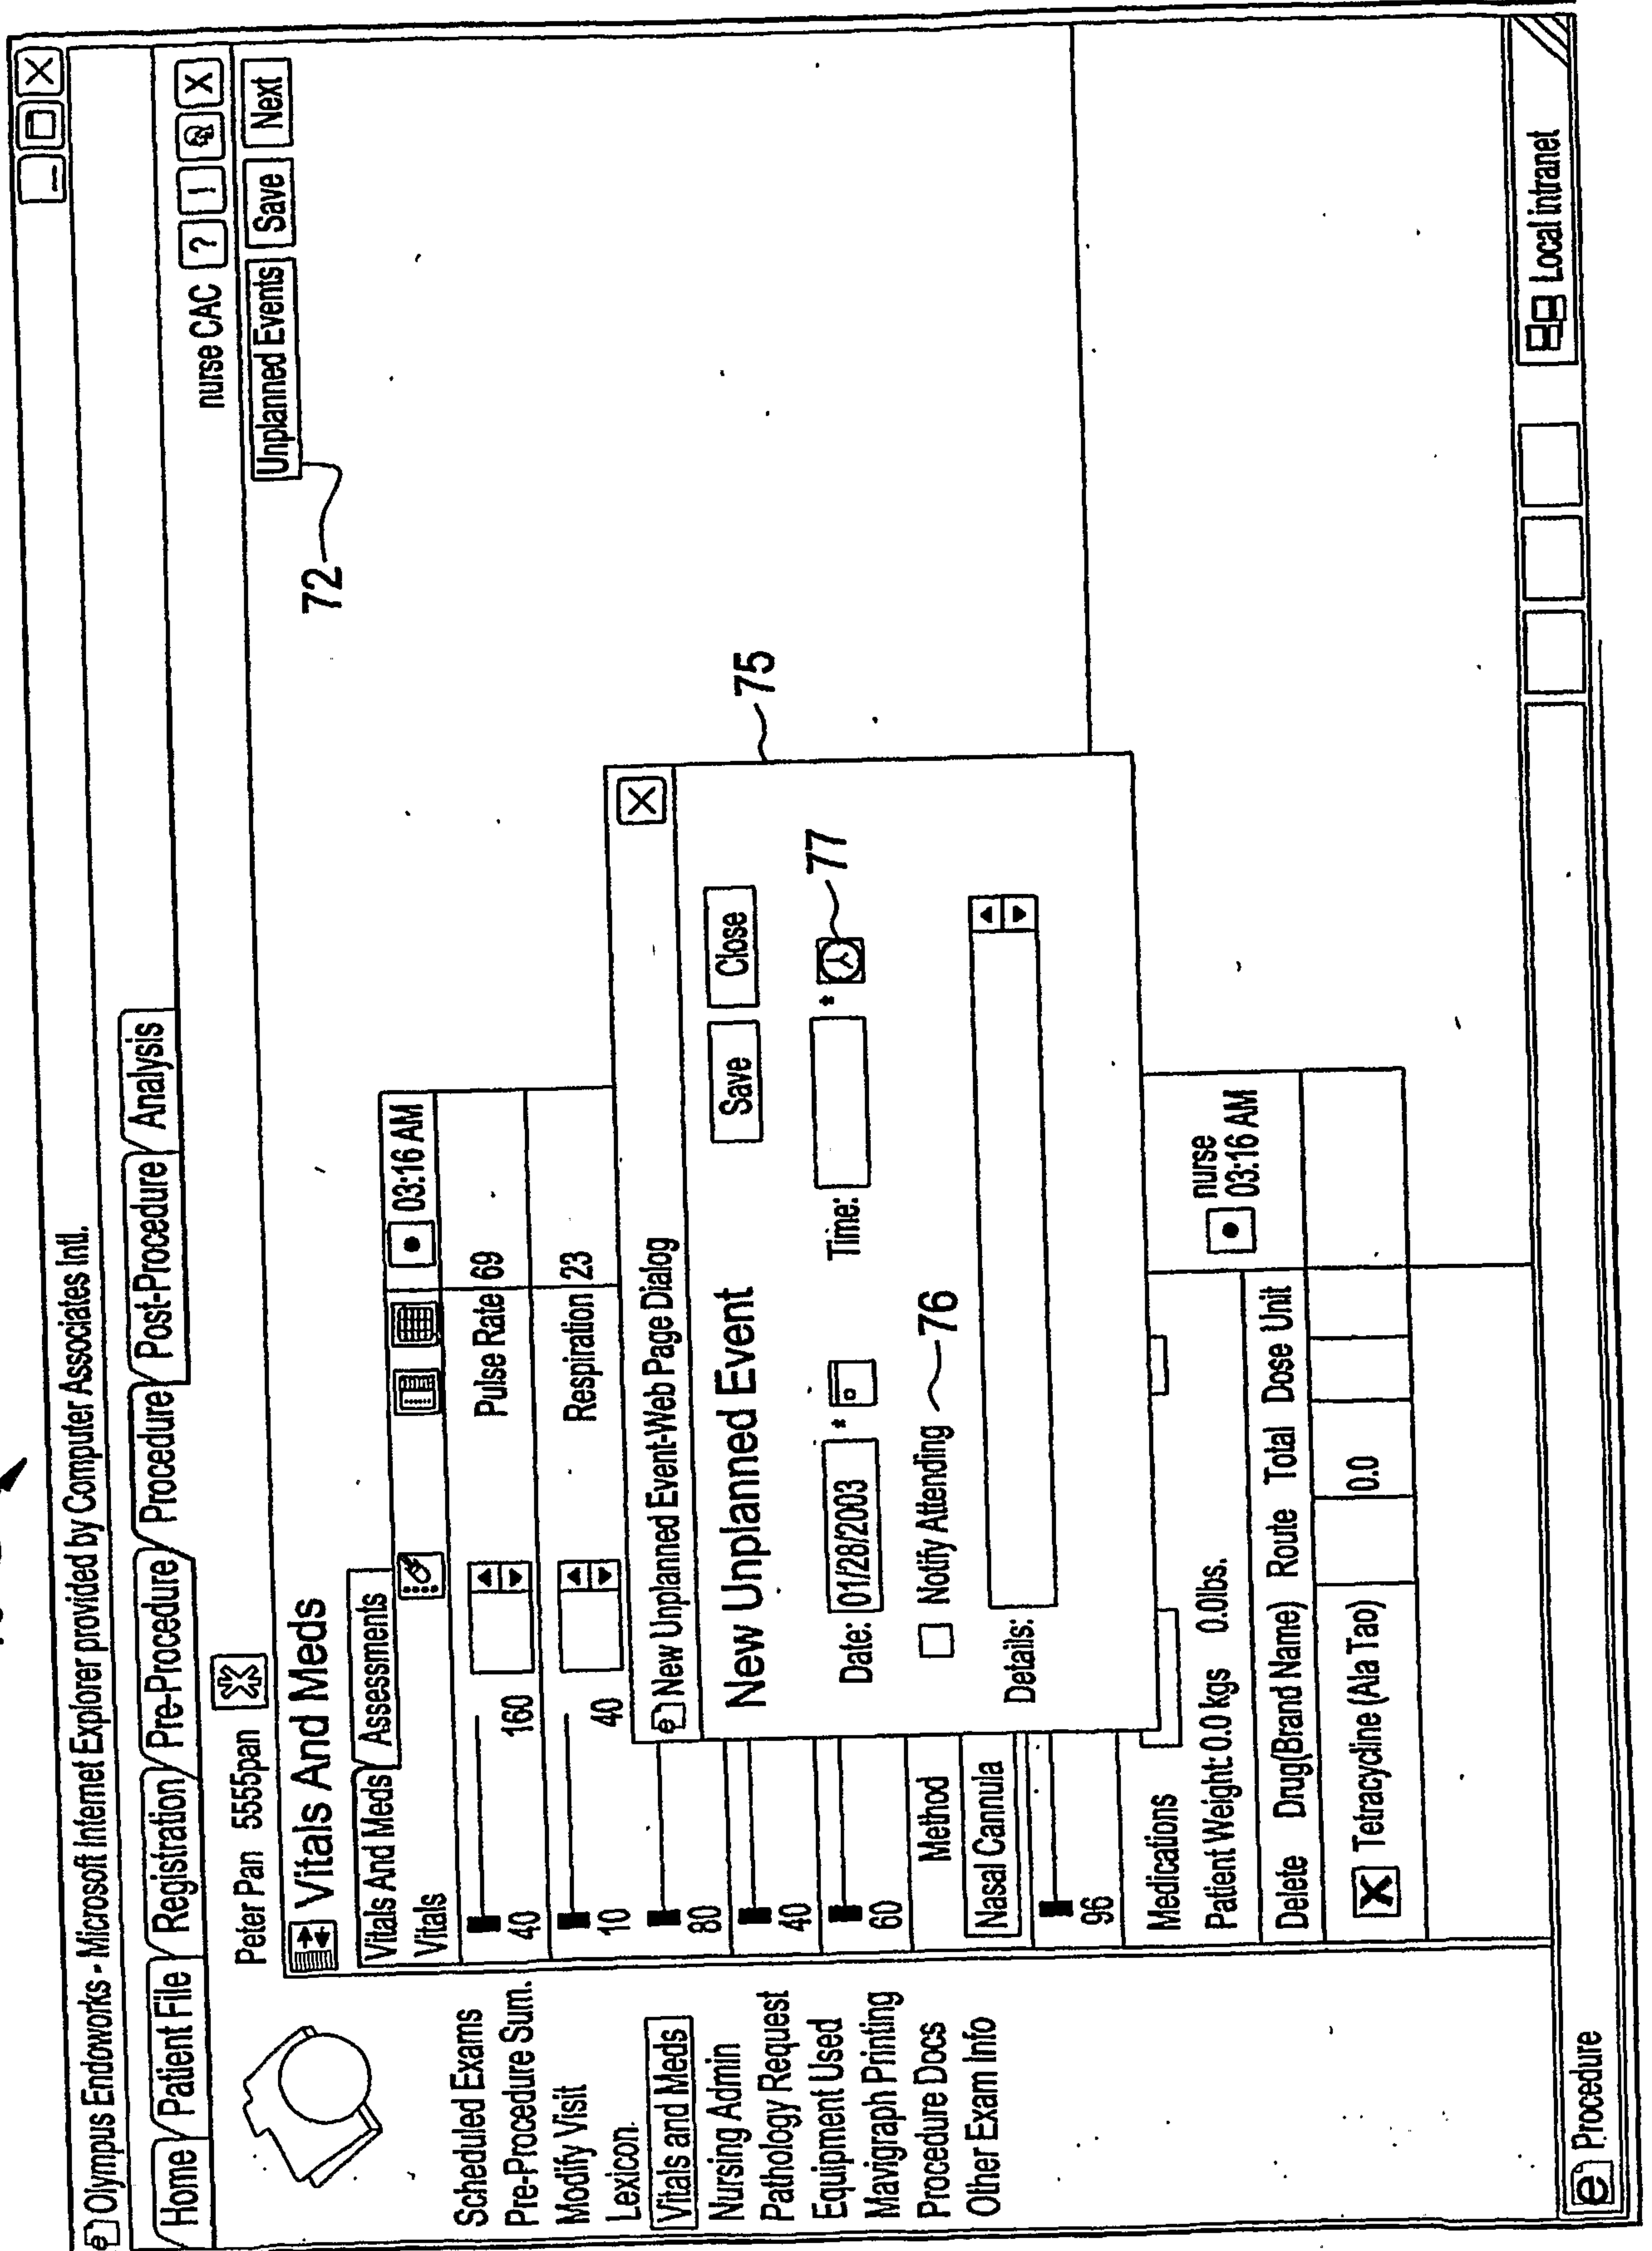 Olympus Endoworks - Microsoft Internet Explorer provided by Computer Associates Intl.
Home Patient File Registration Pre-Procedure Procedure Post-Procedure Analysis
Peter Pan 555pan nurse CAC ? ! X
Vitals And Meds Unplanned Events Save Next
72
Vitals And Meds Assessments
Vitals 03:16 AM
40 160 Pulse Rate 69
10 40 Respiration 23
80
40
60
Method
Nasal Cannula
96
Scheduled Exams
Pre-Procedure Sum.
Modify Visit
Lexicon
Vitals and Meds
Nursing Admin
Pathology Request
Equipment Used
Mavigraph Printing
Procedure Docs
Other Exam Info
New Unplanned Event-Web Page Dialog X
75
New Unplanned Event Save Close
Date: 01/28/2003 * Time: * 77
Notify Attending 76
Details:
Medications
Patient Weight: 0.0 kgs 0.0lbs. nurse
03:16 AM
Delete Drug(Brand Name) Route Total Dose Unit
X Tetracycline (Ala Tao) 0.0
Procedure Local intranet